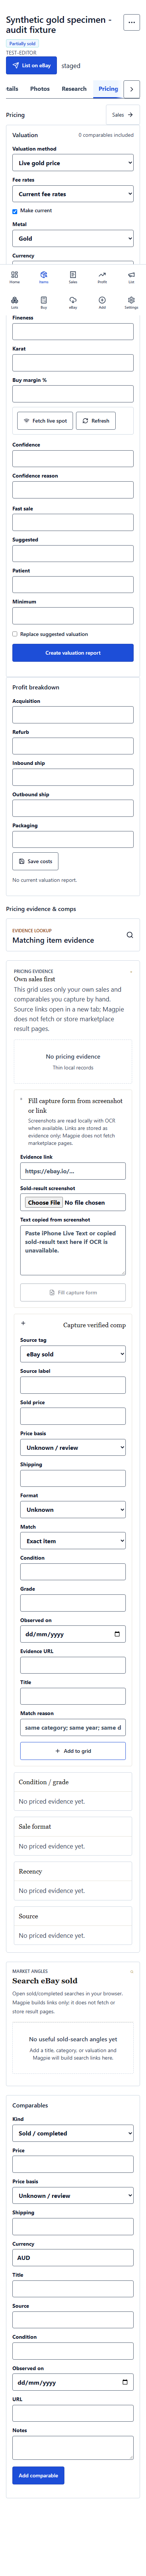 Synthetic gold specimen -
audit fixture
Partially sold
TEST-EDITOR
List on eBay
staged
tails Photos Research Pricing
Pricing
Sales
Valuation
0 comparables included
Valuation method
Live gold price
Fee rates
Current fee rates
Make current
Metal
Gold
Currency
Home Items Sales Profit List
Lots Buy eBay Add Settings
Fineness
Karat
Buy margin %
Fetch live spot
Refresh
Confidence
Confidence reason
Fast sale
Suggested
Patient
Minimum
Replace suggested valuation
Create valuation report
Profit breakdown
Acquisition
Refurb
Inbound ship
Outbound ship
Packaging
Save costs
No current valuation report.
Pricing evidence & comps
EVIDENCE LOOKUP
Matching item evidence
PRICING EVIDENCE
Own sales first
This grid uses only your own sales and
comparables you capture by hand.
Source links open in a new tab; Magpie
does not fetch or store marketplace
result pages.
No pricing evidence
Thin local records
Fill capture form from screenshot
or link
Screenshots are read locally with OCR
when available. Links are stored as
evidence only; Magpie does not fetch
marketplace pages.
Evidence link
https://ebay.io/...
Sold-result screenshot
Choose File No file chosen
Text copied from screenshot
Paste iPhone Live Text or copied
sold-result text here if OCR is
unavailable.
Fill capture form
Capture verified comp
Source tag
eBay sold
Source label
Sold price
Price basis
Unknown / review
Shipping
Format
Unknown
Match
Exact item
Condition
Grade
Observed on
dd/mm/yyyy
Evidence URL
Title
Match reason
same category; same year; same d
Add to grid
Condition / grade
No priced evidence yet.
Sale format
No priced evidence yet.
Recency
No priced evidence yet.
Source
No priced evidence yet.
MARKET ANGLES
Search eBay sold
Open sold/completed searches in your browser.
Magpie builds links only; it does not fetch or
store result pages.
No useful sold-search angles yet
Add a title, category, or valuation and
Magpie will build search links here.
Comparables
Kind
Sold / completed
Price
Price basis
Unknown / review
Shipping
Currency
AUD
Title
Source
Condition
Observed on
dd/mm/yyyy
URL
Notes
Add comparable